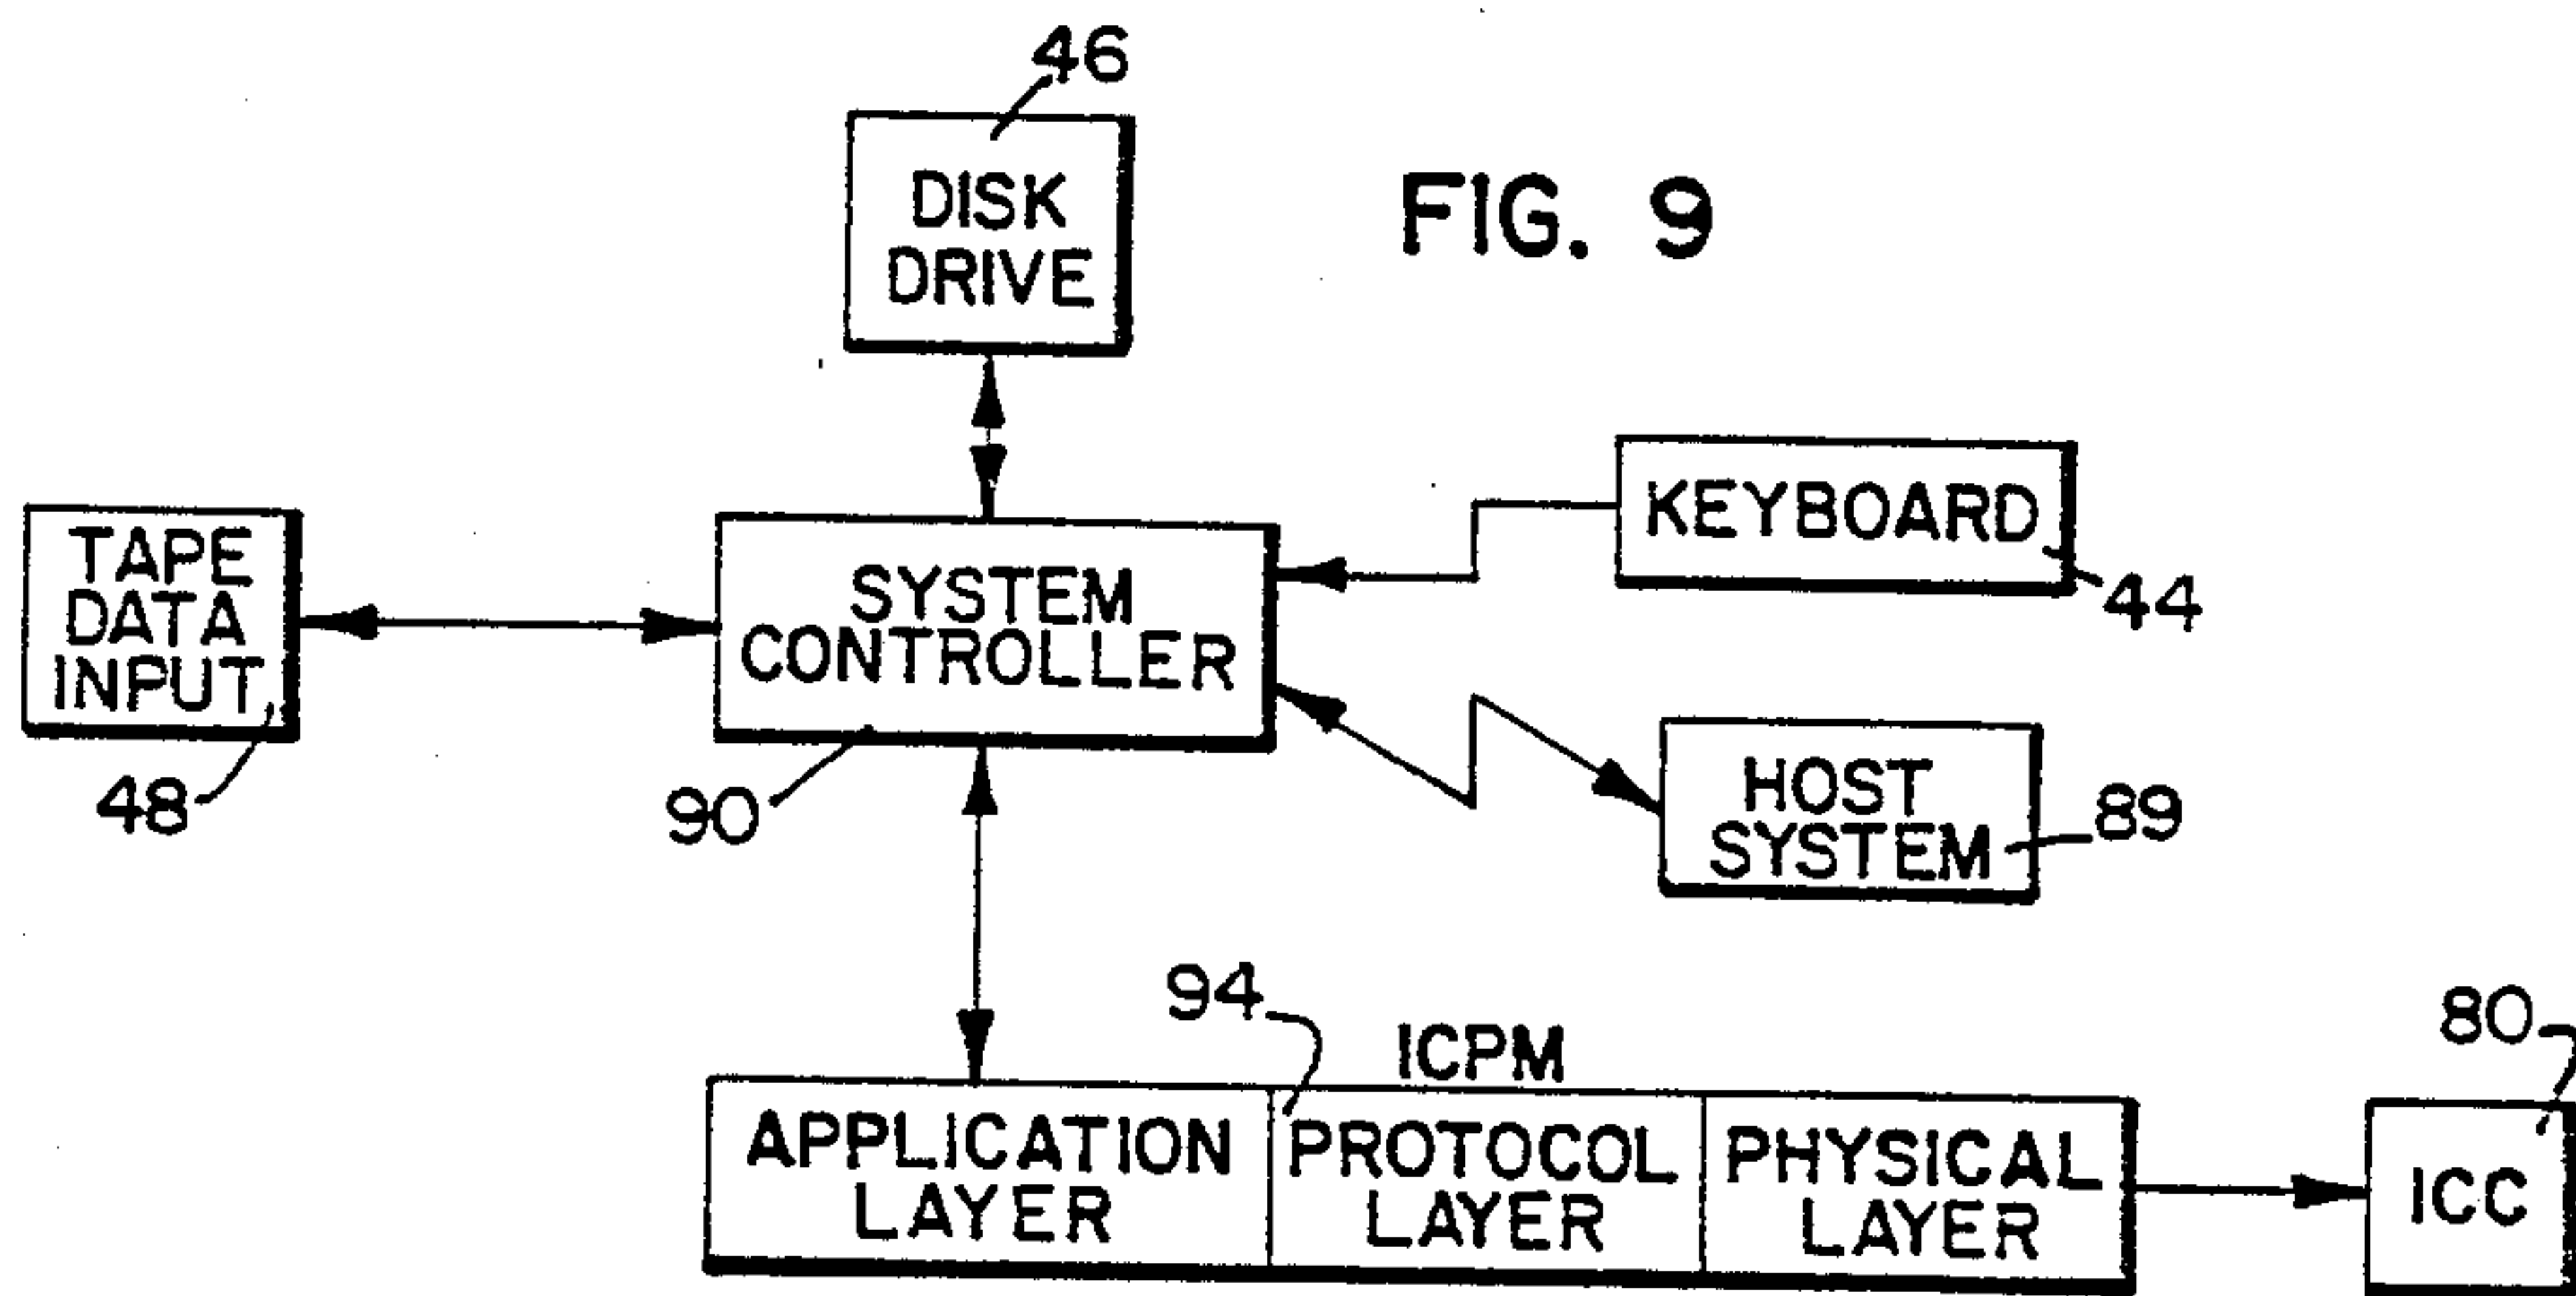 46
DISK
DRIVE
FIG. 9
KEYBOARD
44
TAPE
DATA
INPUT
48
SYSTEM
CONTROLLER
90
HOST
SYSTEM
89
94
ICPM
80
APPLICATION
LAYER
PROTOCOL
LAYER
PHYSICAL
LAYER
ICC